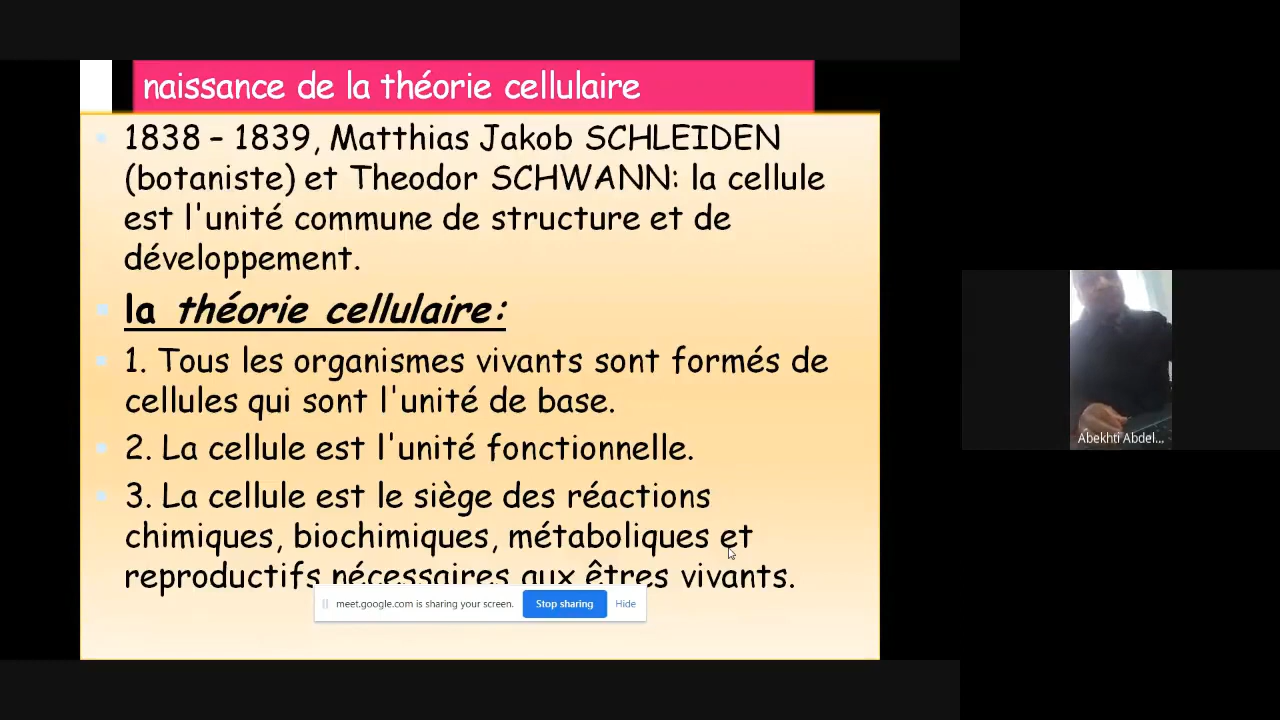 naissance de la théorie cellulaire
1838 – 1839, Matthias Jakob SCHLEIDEN
(botaniste) et Theodor SCHWANN: la cellule
est l'unité commune de structure et de
développement.
la théorie cellulaire:
1. Tous les organismes vivants sont formés de
cellules qui sont l'unité de base.
2. La cellule est l'unité fonctionnelle.
3. La cellule est le siège des réactions
chimiques, biochimiques, métaboliques et
reproductifs nécessaires aux êtres vivants.
meet.google.com is sharing your screen. Stop sharing Hide
Abekhti Abdel...